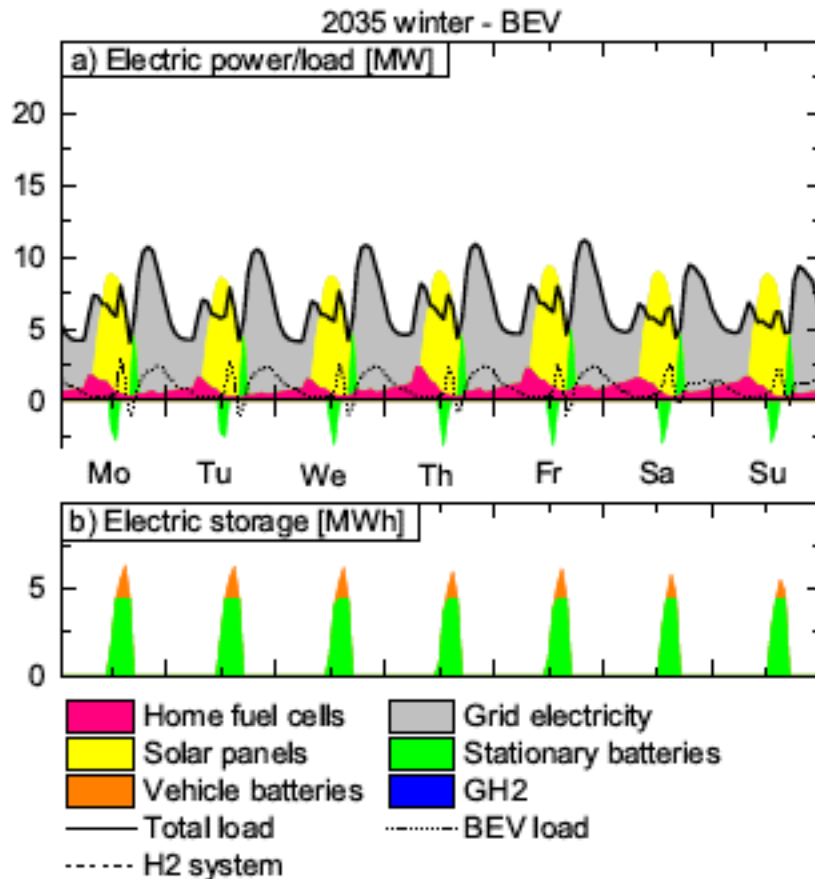 2035 winter - BEV
a) Electric power/load [MW]
20
15
10
5
0
Mo Tu We Th Fr Sa Su
b) Electric storage [MWh]
5
0
Home fuel cells Grid electricity
Solar panels Stationary batteries
Vehicle batteries GH2
Total load BEV load
H2 system